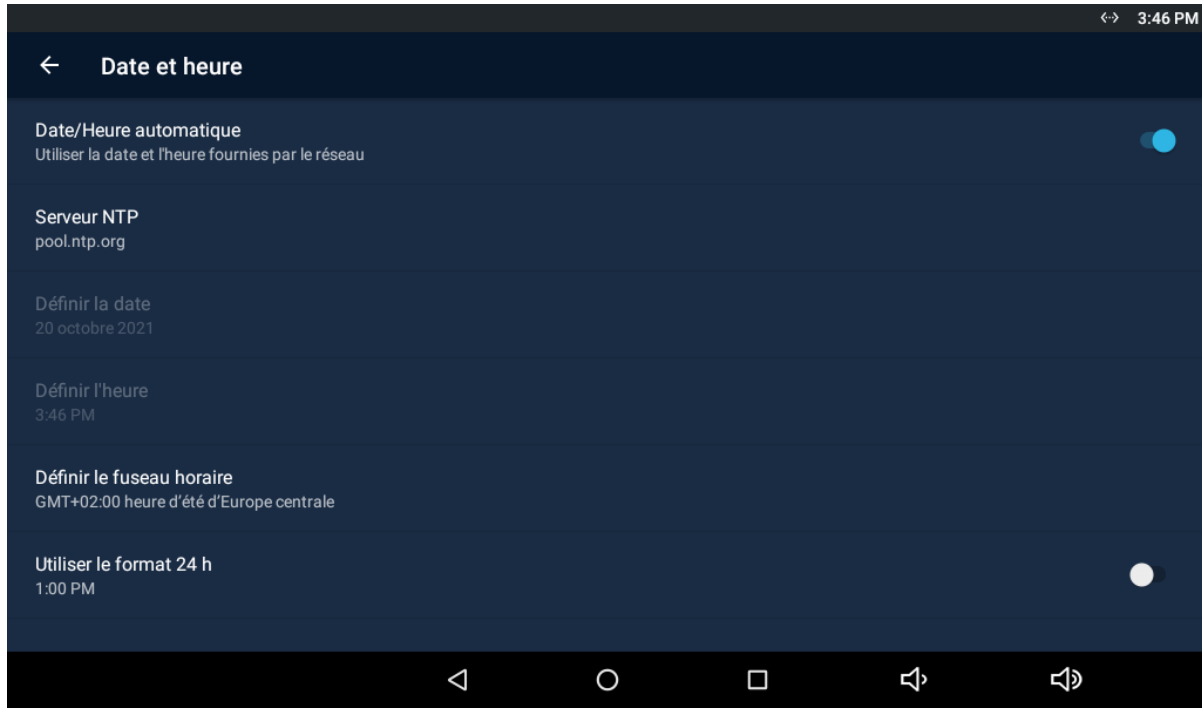 3:46 PM
Date et heure
Date/Heure automatique
Utiliser la date et l'heure fournies par le réseau
Serveur NTP
pool.ntp.org
Définir la date
20 octobre 2021
Définir l'heure
3:46 PM
Définir le fuseau horaire
GMT+02:00 heure d’été d’Europe centrale
Utiliser le format 24 h
1:00 PM